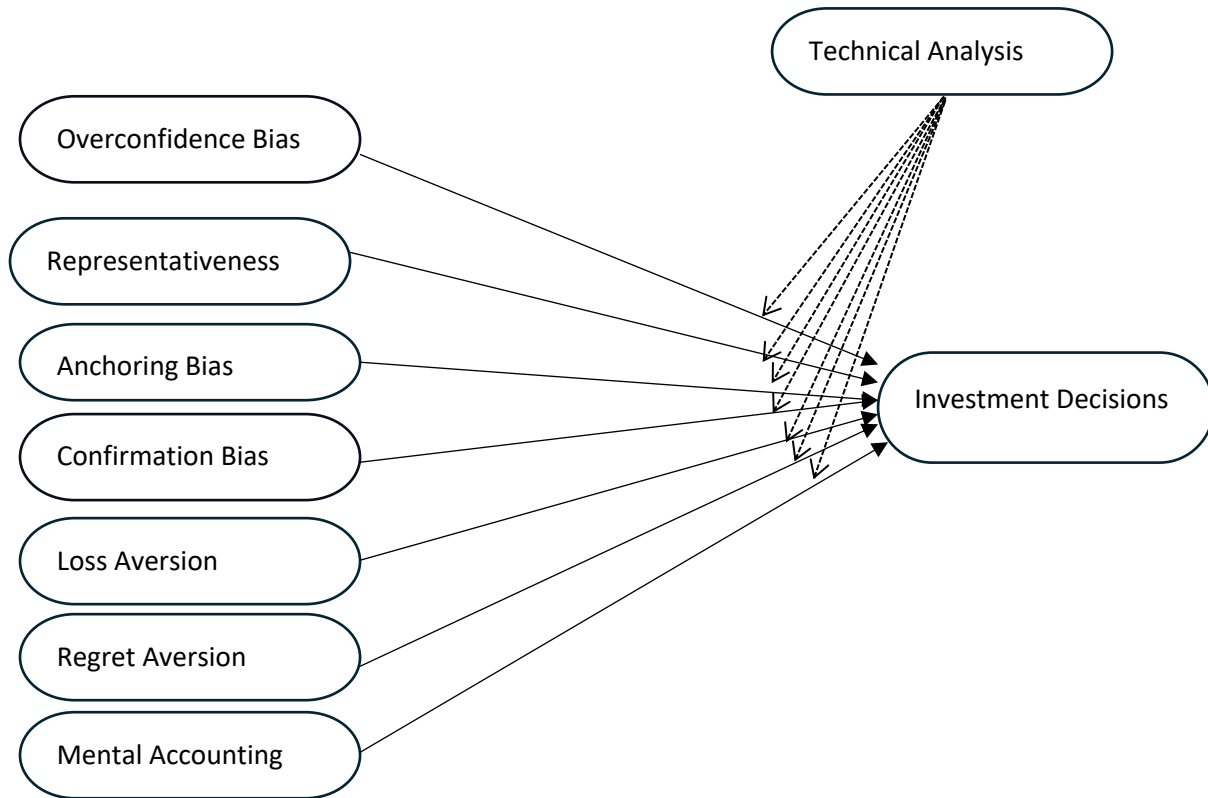 Technical Analysis
Overconfidence Bias
Representativeness
Anchoring Bias
Investment Decisions
Confirmation Bias
Loss Aversion
Regret Aversion
Mental Accounting